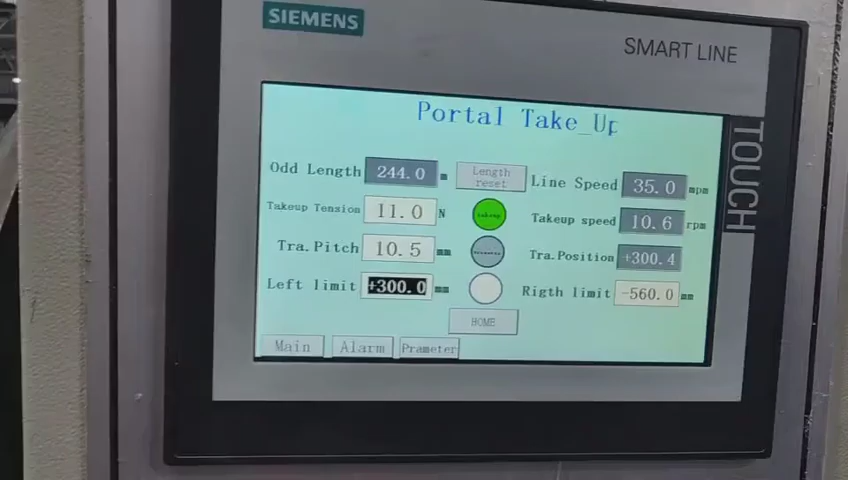 SIEMENS
SMART LINE
TOUCH
Portal Take_Up
Odd Length 244.0 m Length reset Line Speed 35.0 mpm
Takeup Tension 11.0 N takeup Takeup speed 10.6 rpm
Tra.Pitch 10.5 mm Tra.Position +300.4
Left limit +300.0 mm Rigth limit -560.0 mm
HOME
Main Alarm Prameter